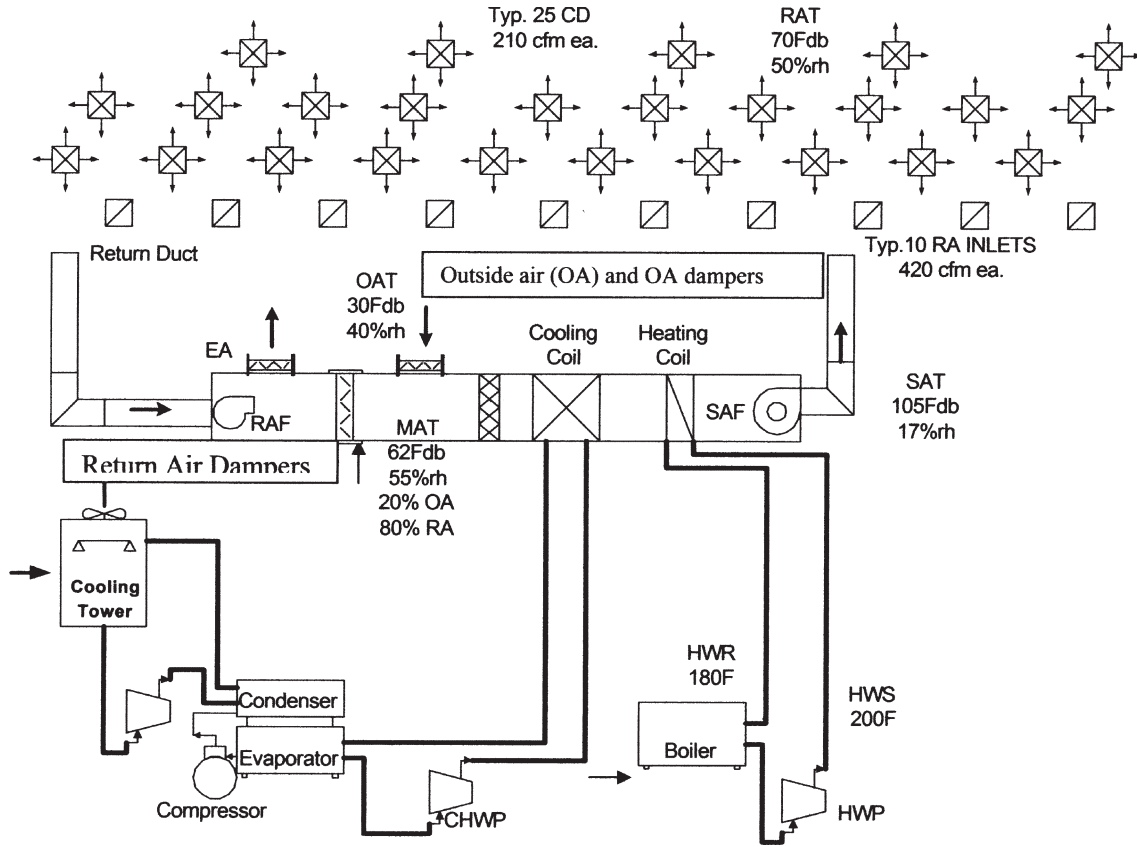 Typ. 25 CD
210 cfm ea.
RAT
70Fdb
50%rh
Return Duct
Typ.10 RA INLETS
420 cfm ea.
Outside air (OA) and OA dampers
OAT
30Fdb
40%rh
EA
Cooling
Coil
Heating
Coil
RAF
SAF
SAT
105Fdb
17%rh
MAT
62Fdb
55%rh
20% OA
80% RA
Return Air Dampers
Cooling
Tower
HWR
180F
HWS
200F
Condenser
Evaporator
Boiler
Compressor
CHWP
HWP